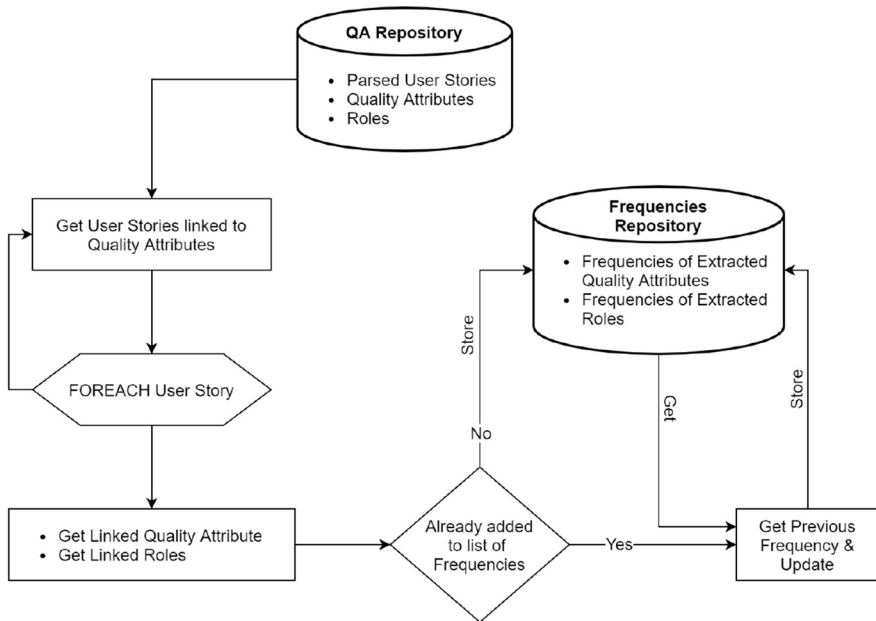 QA Repository
• Parsed User Stories
• Quality Attributes
• Roles
Get User Stories linked to
Quality Attributes
FOREACH User Story
• Get Linked Quality Attribute
• Get Linked Roles
Already added
to list of
Frequencies
No
Store
Yes
Frequencies
Repository
• Frequencies of Extracted
Quality Attributes
• Frequencies of Extracted
Roles
Get
Store
Get Previous
Frequency &
Update